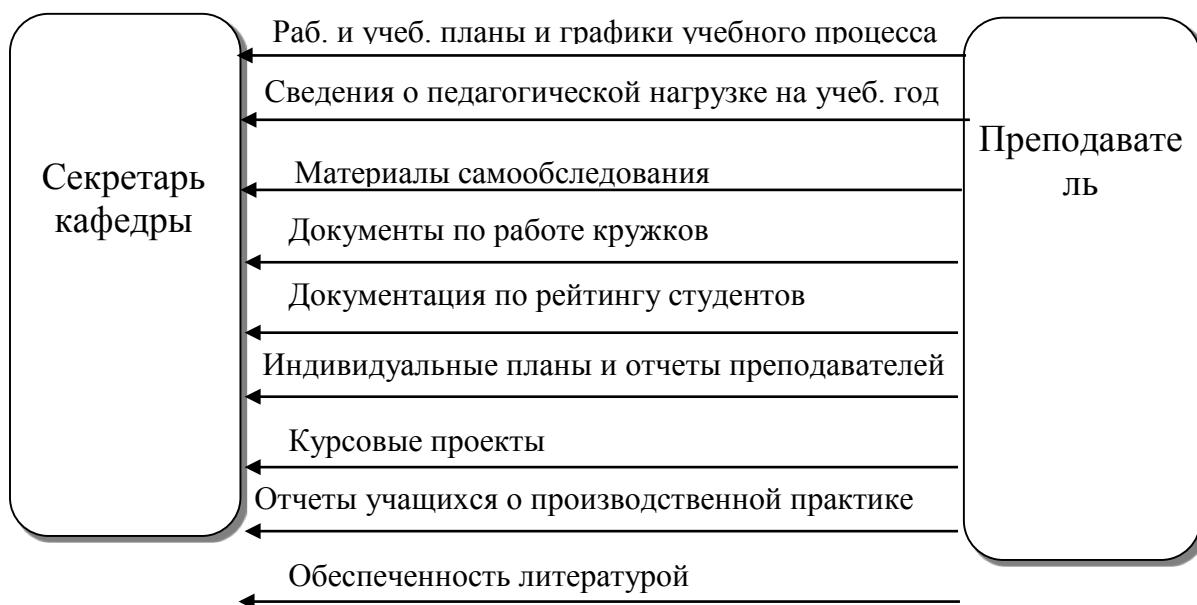 Раб. и учеб. планы и графики учебного процесса
Сведения о педагогической нагрузке на учеб. год
Преподавате
ль
Секретарь
кафедры
Материалы самообследования
Документы по работе кружков
Документация по рейтингу студентов
Индивидуальные планы и отчеты преподавателей
Курсовые проекты
Отчеты учащихся о производственной практике
Обеспеченность литературой